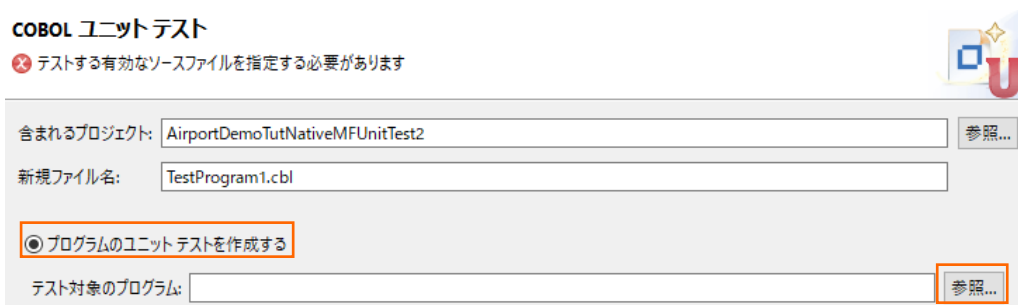 COBOL ユニット テスト
テストする有効なソースファイルを指定する必要があります
含まれるプロジェクト: AirportDemoTutNativeMFUnitTest2 参照...
新規ファイル名: TestProgram1.cbl
プログラムのユニット テストを作成する
テスト対象のプログラム: 参照...